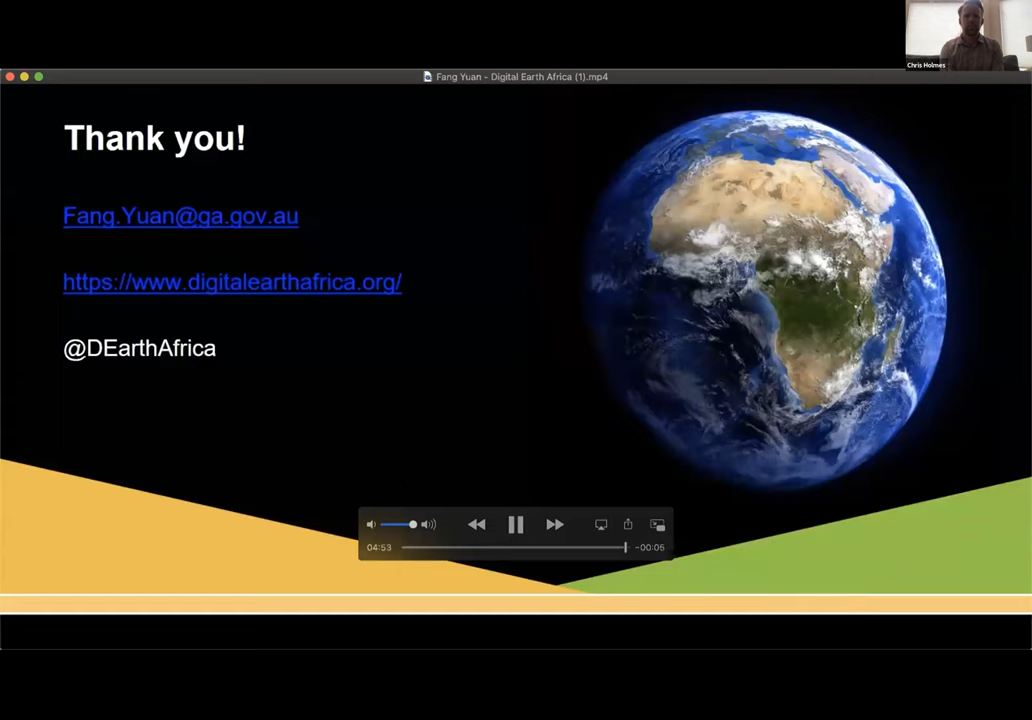 Chris Holmes
Fang Yuan - Digital Earth Africa (1).mp4
Thank you!
Fang.Yuan@ga.gov.au
https://www.digitalearthafrica.org/
@DEarthAfrica
04:53
-00:05